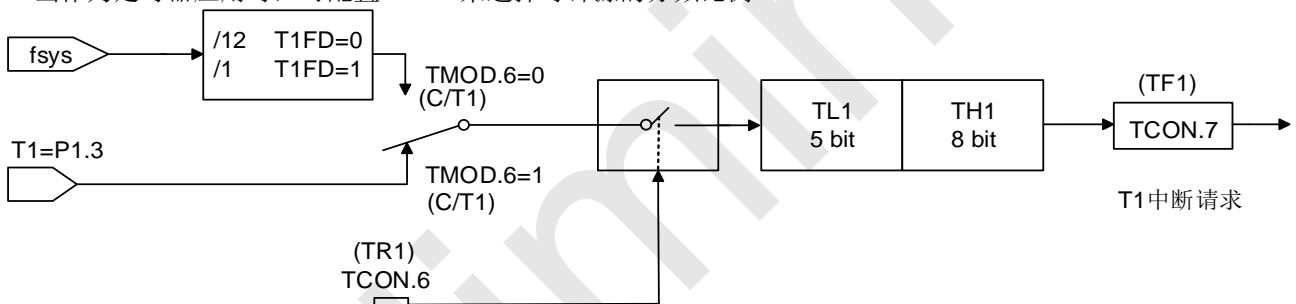 fsys
/12 T1FD=0
/1 T1FD=1
TMOD.6=0
(C/T1)
T1=P1.3
TMOD.6=1
(C/T1)
TL1
5 bit
TH1
8 bit
(TF1)
TCON.7
T1中断请求
(TR1)
TCON.6